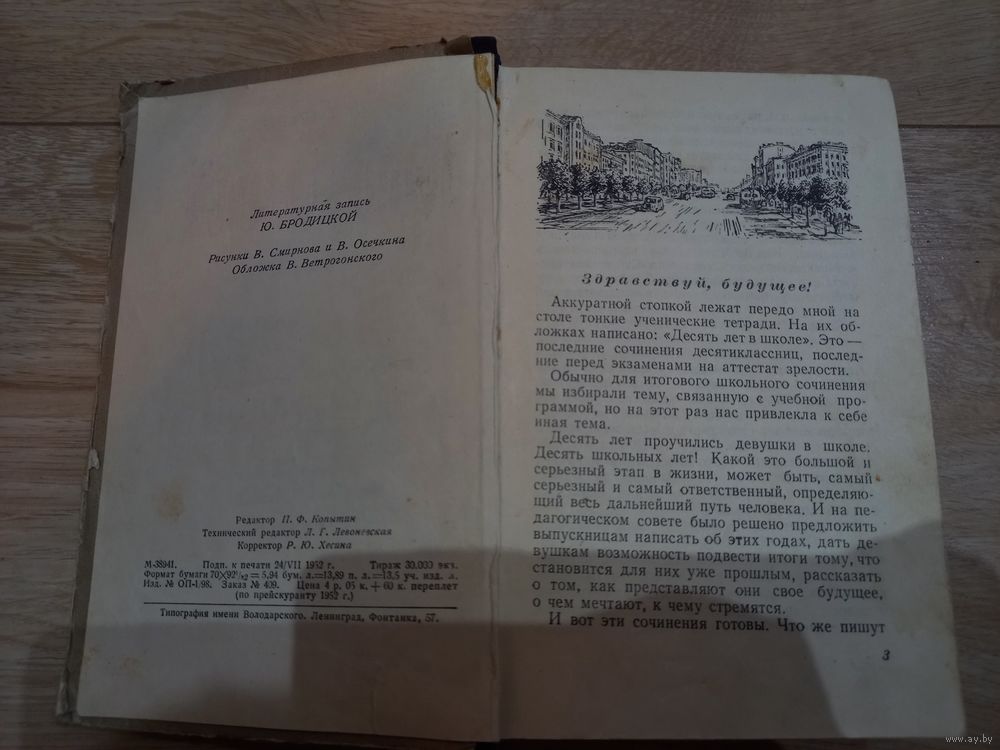 Литературная запись
Ю. БРОДИЦКОЙ
Рисунки В. Смирнова и В. Осечкина
Обложка В. Ветрогонского
Редактор П. Ф. Копытин
Технический редактор Л. Г. Левоневская
Корректор Р. Ю. Хесина
М-38941. Подп. к печати 24/VII 1952 г. Тираж 30.000 экз.
Формат бумаги 70×92¹/₃₂ = 5,94 бум. л.=13,89 п. л.=13,5 уч. изд. л.
Изд. № ОП-1/98. Заказ № 409. Цена 4 р. 05 к. + 60 к. переплет
(по прейскуранту 1952 г.)
Типография имени Володарского. Ленинград, Фонтанка, 57.
Здравствуй, будущее!
Аккуратной стопкой лежат передо мной на
столе тонкие ученические тетради. На их об-
ложках написано: «Десять лет в школе». Это —
последние сочинения десятиклассниц, послед-
ние перед экзаменами на аттестат зрелости.
Обычно для итогового школьного сочинения
мы избирали тему, связанную с учебной про-
граммой, но на этот раз нас привлекла к себе
иная тема.
Десять лет проучились девушки в школе.
Десять школьных лет! Какой это большой и
серьезный этап в жизни, может быть, самый
серьезный и самый ответственный, определяю-
щий весь дальнейший путь человека. И на пе-
дагогическом совете было решено предложить
выпускницам написать об этих годах, дать де-
вушкам возможность подвести итоги тому, что
становится для них уже прошлым, рассказать
о том, как представляют они свое будущее,
о чем мечтают, к чему стремятся.
И вот эти сочинения готовы. Что же пишут
3
www.ay.by